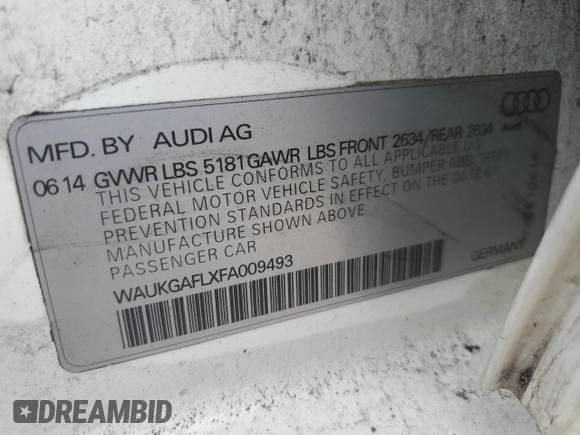 MFD. BY AUDI AG
Audi
06 14 GVWR LBS 5181 GAWR LBS FRONT 2634/REAR 2634
THIS VEHICLE CONFORMS TO ALL APPLICABLE U.S.
FEDERAL MOTOR VEHICLE SAFETY, BUMPER AND THEFT
PREVENTION STANDARDS IN EFFECT ON THE DATE OF
MANUFACTURE SHOWN ABOVE
PASSENGER CAR
WAUKGAFLXFA009493
GERMANY
DREAMBID